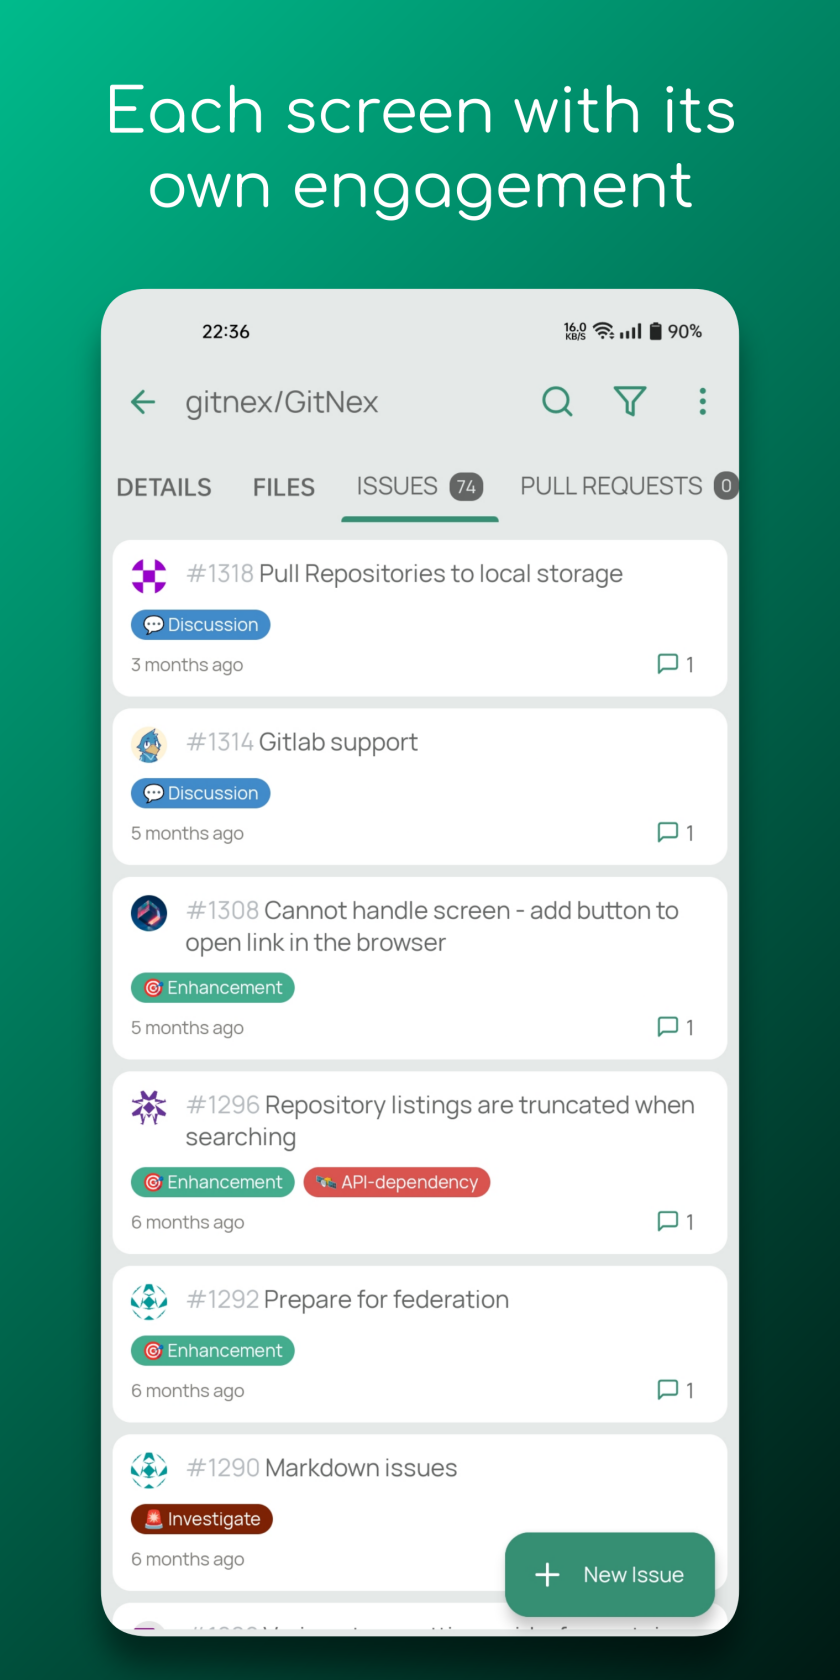 Each screen with its
own engagement
22:36
16.0
KB/S
90%
gitnex/GitNex
DETAILS FILES ISSUES 74 PULL REQUESTS 0
#1318 Pull Repositories to local storage
💬 Discussion
3 months ago 1
#1314 Gitlab support
💬 Discussion
5 months ago 1
#1308 Cannot handle screen - add button to
open link in the browser
🎯 Enhancement
5 months ago 1
#1296 Repository listings are truncated when
searching
🎯 Enhancement 🛰️ API-dependency
6 months ago 1
#1292 Prepare for federation
🎯 Enhancement
6 months ago 1
#1290 Markdown issues
🚨 Investigate
6 months ago
New Issue